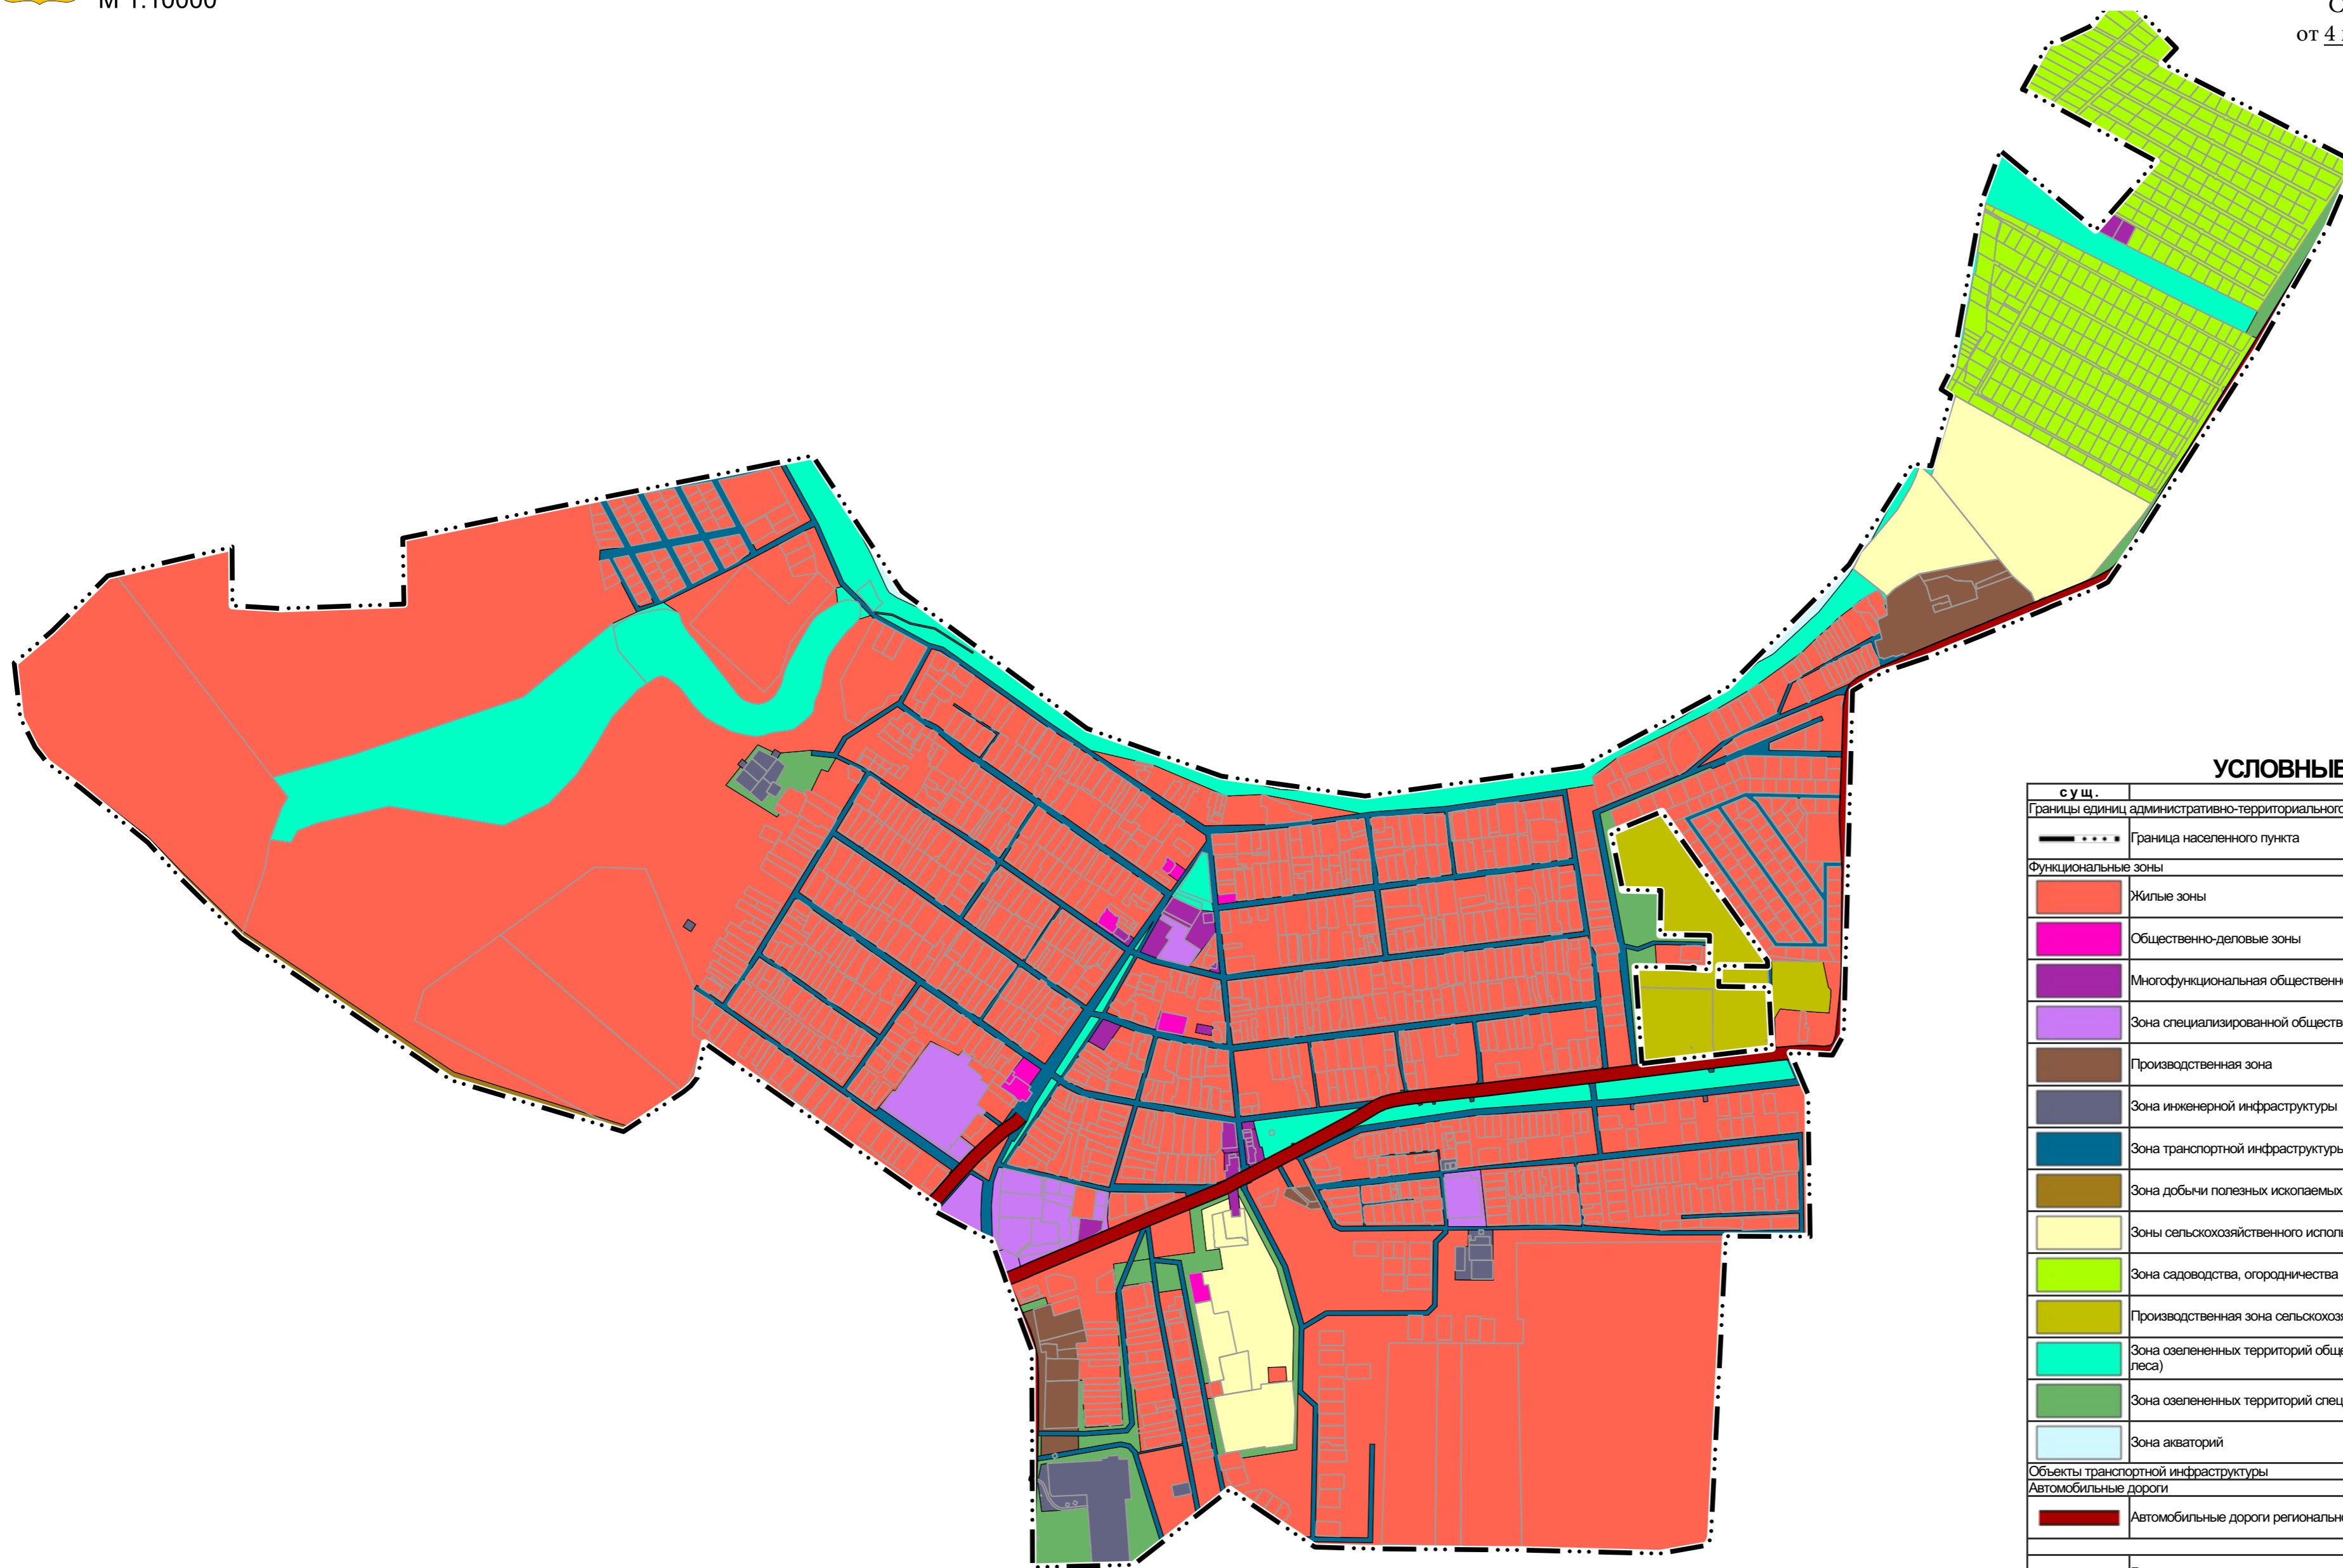 М 1:10000
от 4
УСЛОВНЫЕ
сущ.
Границы единиц административно-территориального
Граница населенного пункта
Функциональные зоны
Жилые зоны
Общественно-деловые зоны
Многофункциональная общественн
Зона специализированной обществ
Производственная зона
Зона инженерной инфраструктуры
Зона транспортной инфраструктуры
Зона добычи полезных ископаемых
Зоны сельскохозяйственного исполь
Зона садоводства, огородничества
Производственная зона сельскохоз
Зона озелененных территорий обще
леса)
Зона озелененных территорий спец
Зона акваторий
Объекты транспортной инфраструктуры
Автомобильные дороги
Автомобильные дороги регионально